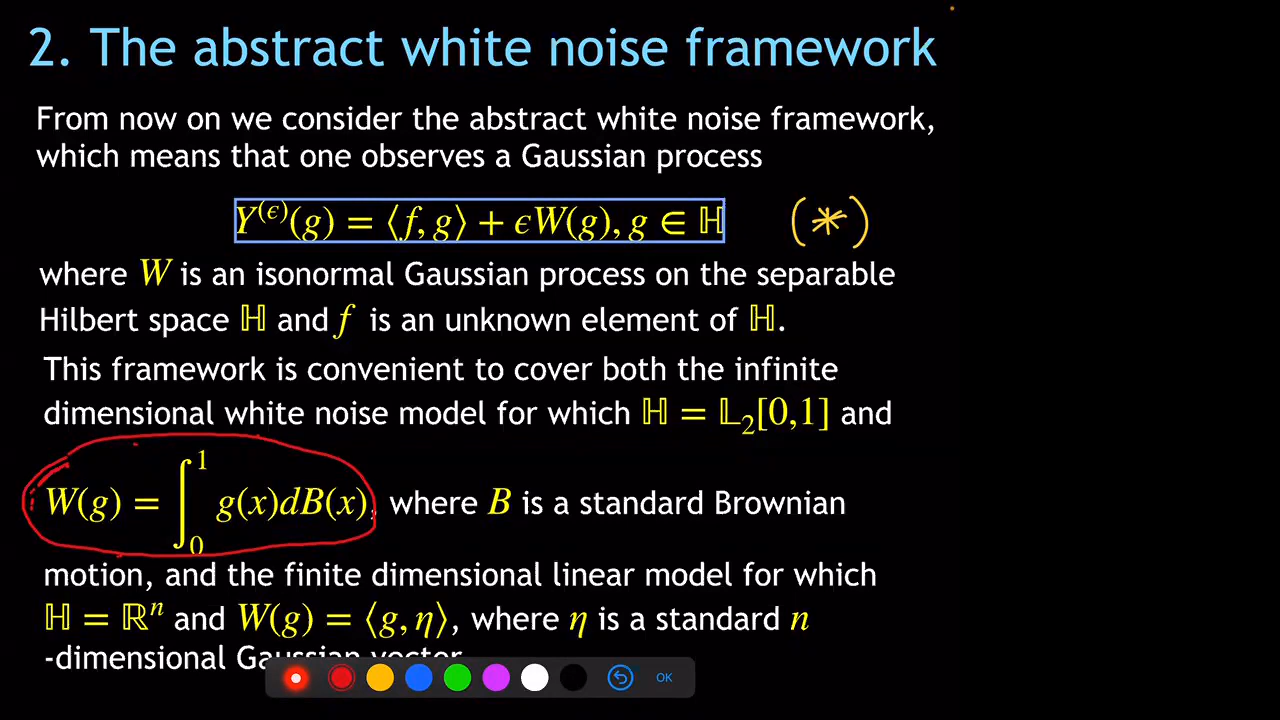 2. The abstract white noise framework
From now on we consider the abstract white noise framework,
which means that one observes a Gaussian process
Y^(ϵ)(g) = ⟨f, g⟩ + ϵW(g), g ∈ ℍ (*)
where W is an isonormal Gaussian process on the separable
Hilbert space ℍ and f is an unknown element of ℍ.
This framework is convenient to cover both the infinite
dimensional white noise model for which ℍ = 𝕃₂[0,1] and
W(g) = ∫₀¹ g(x)dB(x), where B is a standard Brownian
motion, and the finite dimensional linear model for which
ℍ = ℝⁿ and W(g) = ⟨g, η⟩, where η is a standard n
-dimensional Gaussian vector
OK